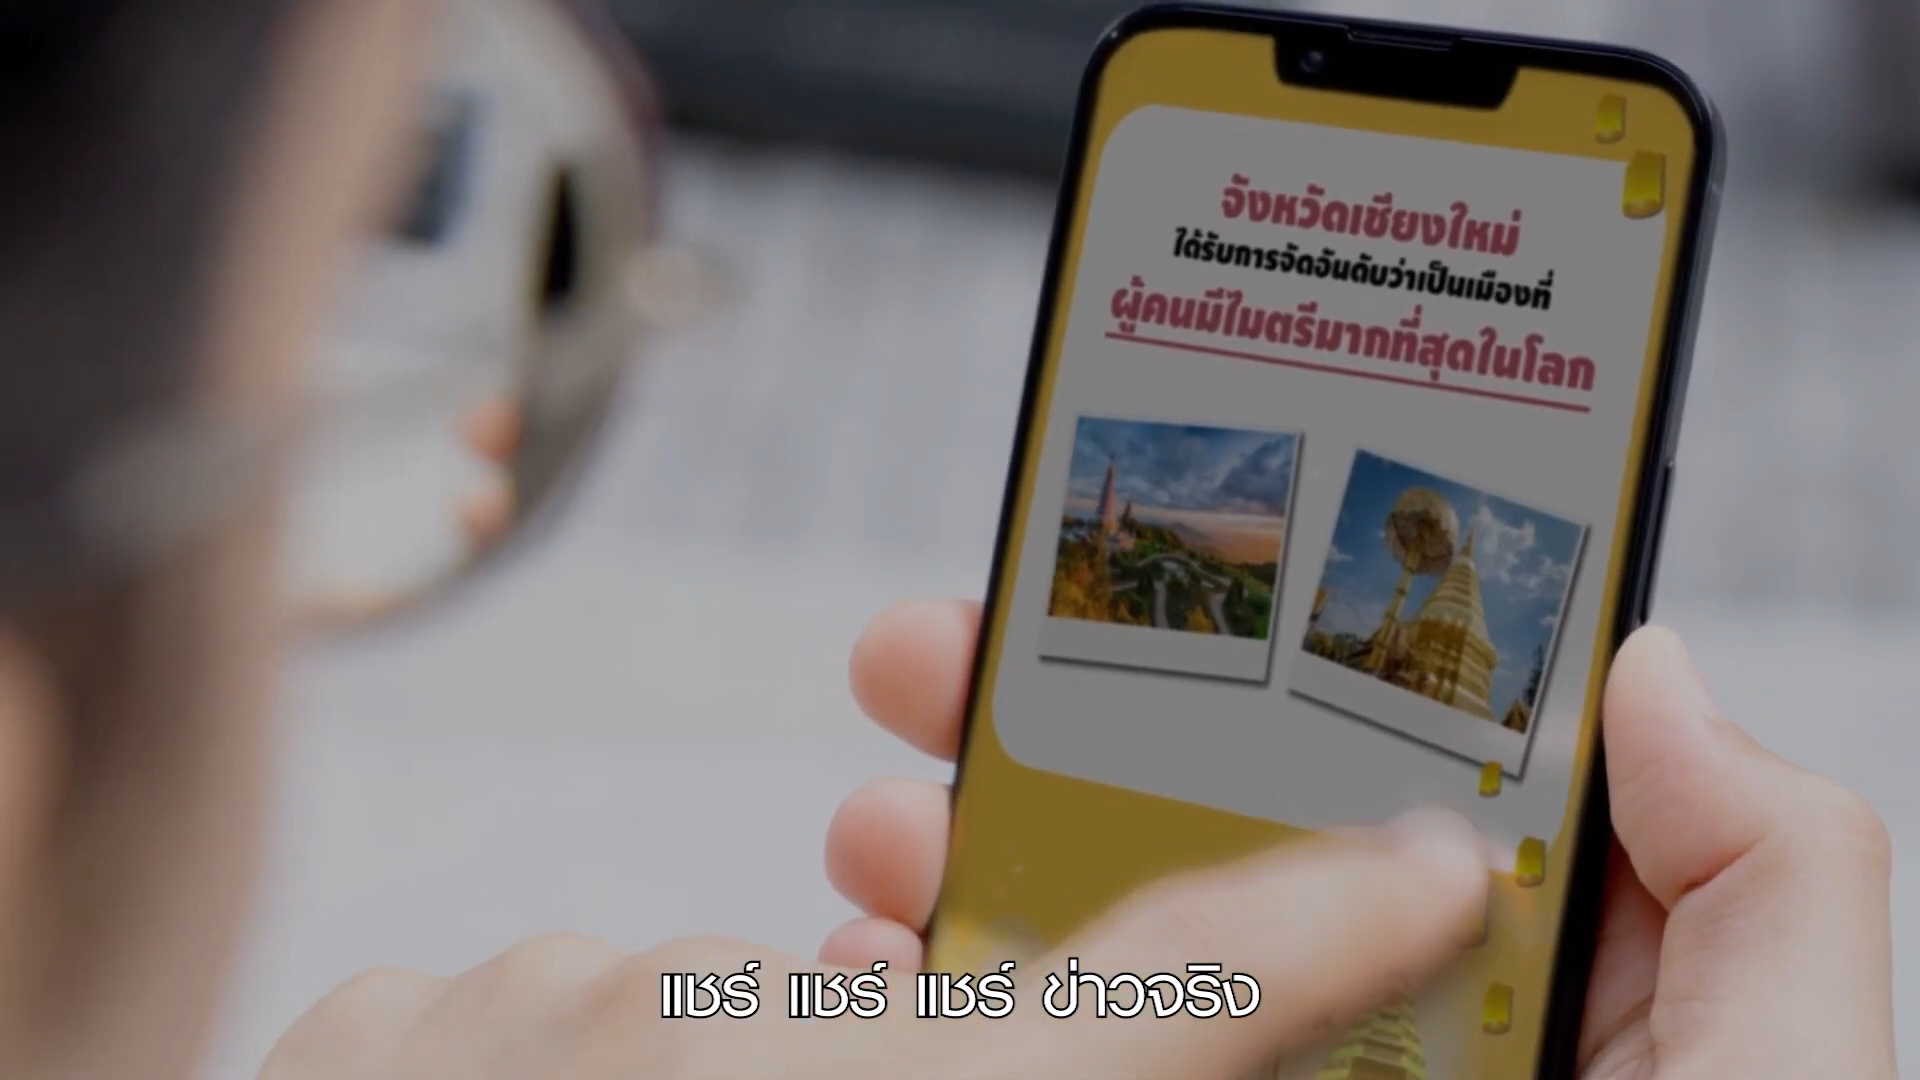 จังหวัดเชียงใหม่
ได้รับการจัดอันดับว่าเป็นเมืองที่
ผู้คนมีไมตรีมากที่สุดในโลก
แชร์ แชร์ แชร์ ข่าวจริง